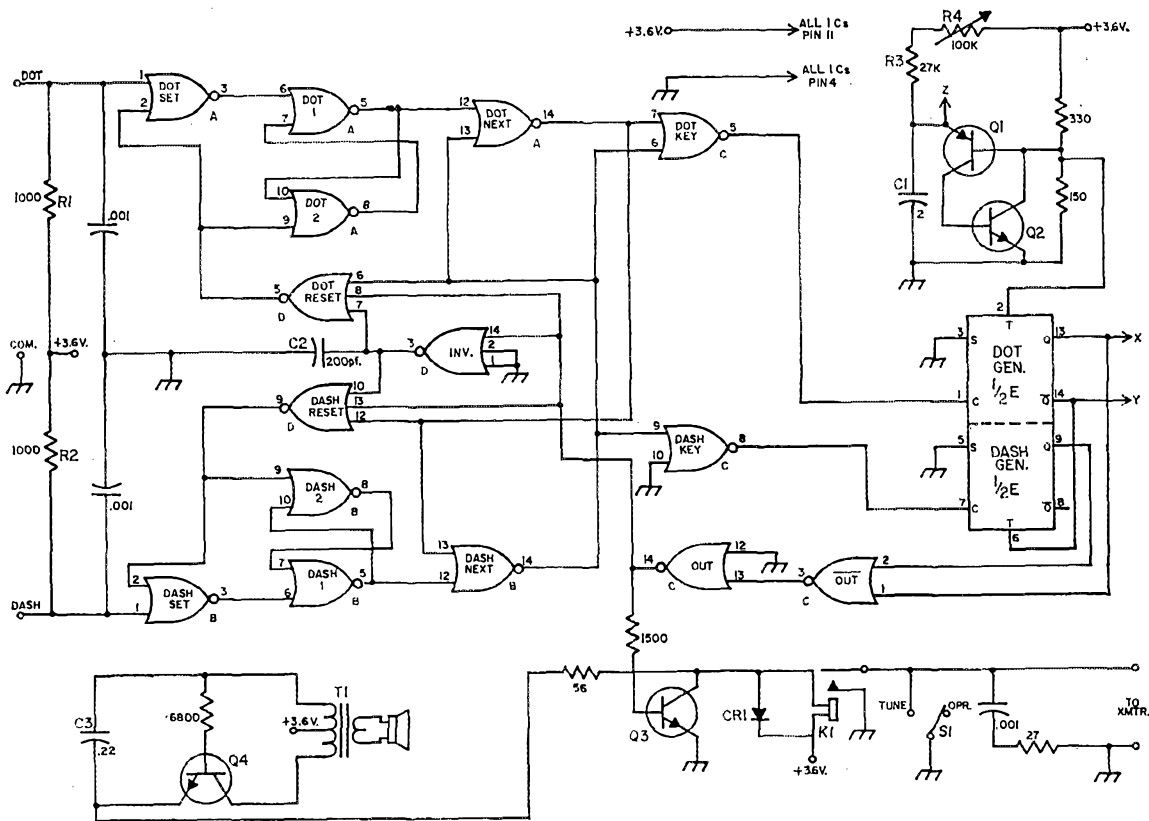 +3.6V.
ALL ICs
PIN 11
ALL ICs
PIN 4
R4
100K
+3.6V.
R3
27K
Z
Q1
330
C1
2
Q2
150
DOT
1
2
DOT
SET
3
A
6
7
DOT
1
5
A
10
9
DOT
2
8
A
12
13
DOT
NEXT
14
A
7
6
DOT
KEY
5
C
1000
R1
.001
5
DOT
RESET
D
6
8
7
COM.
+3.6V.
C2
200pf.
3
INV.
D
14
2
1
9
DASH
RESET
D
10
13
12
1000
R2
.001
9
10
DASH
2
8
B
7
6
DASH
1
5
B
13
12
DASH
NEXT
14
B
9
10
DASH
KEY
8
C
DASH
2
1
DASH
SET
3
B
2
T
3
S
DOT
GEN.
1/2E
Q
13
X
1
C
Q
14
Y
5
S
DASH
GEN.
1/2E
Q
9
7
C
Q
8
T
6
14
OUT
C
12
13
3
OUT
C
2
1
1500
C3
.22
6800
+3.6V.
T1
Q4
56
Q3
CR1
K1
+3.6V.
TUNE
OPR.
S1
.001
27
TO
XMTR.